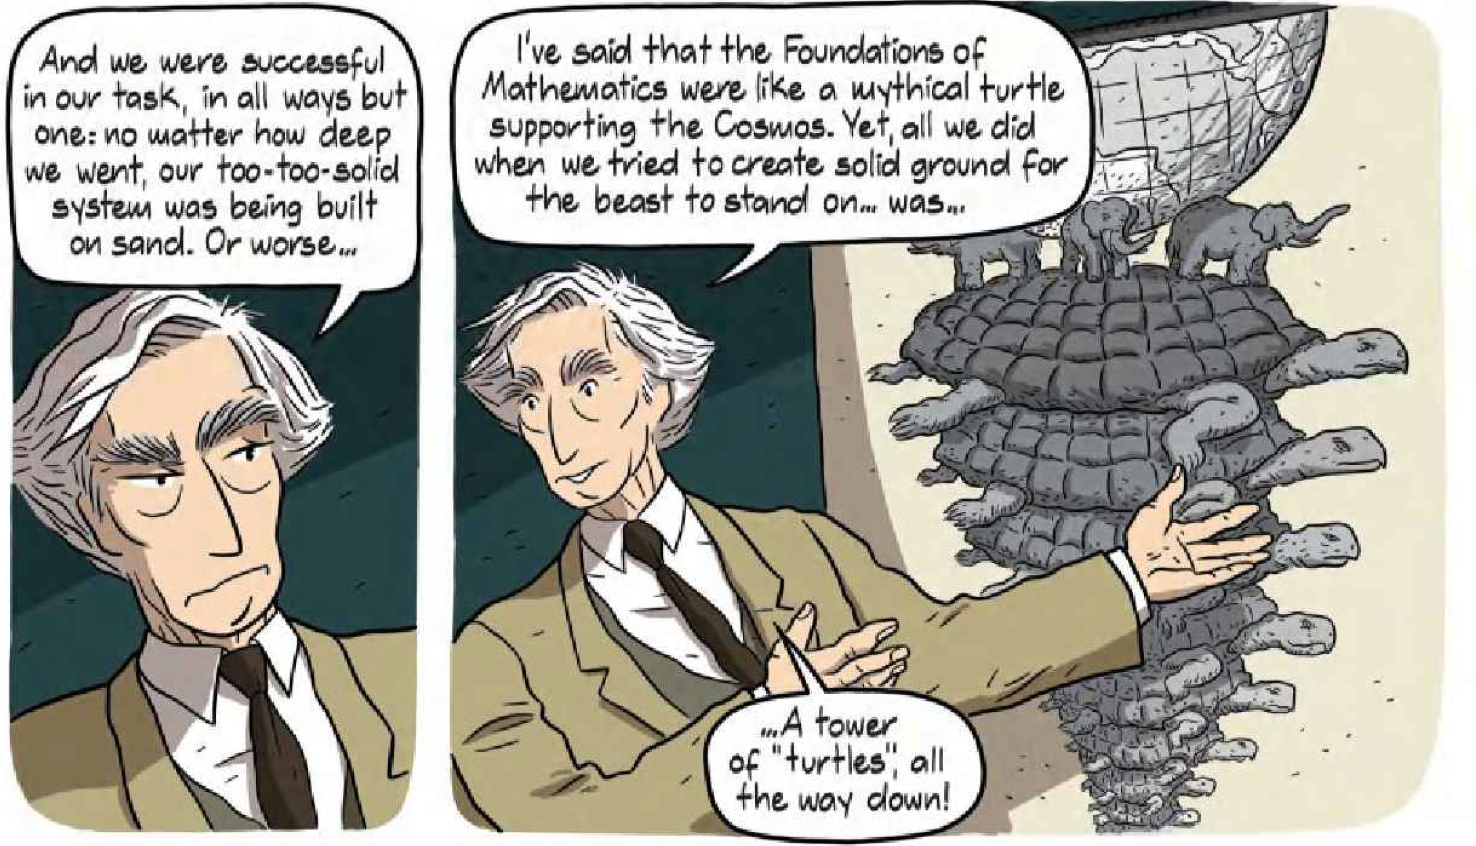 And we were successful
in our task, in all ways but
one: no matter how deep
we went, our too-too-solid
system was being built
on sand. Or worse...
I've said that the Foundations of
Mathematics were like a mythical turtle
supporting the Cosmos. Yet, all we did
when we tried to create solid ground for
the beast to stand on... was...
...A tower
of "turtles", all
the way down!